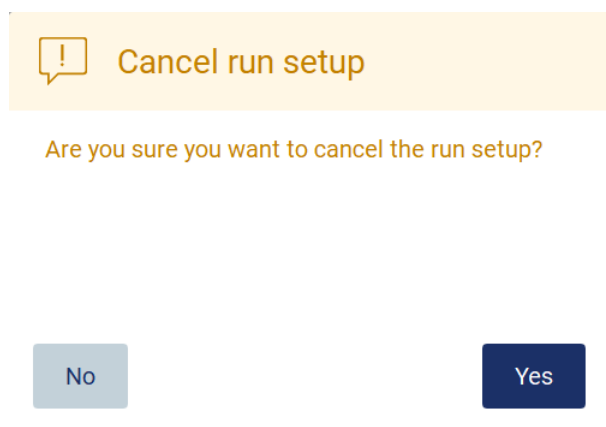 !
Cancel run setup
Are you sure you want to cancel the run setup?
No
Yes